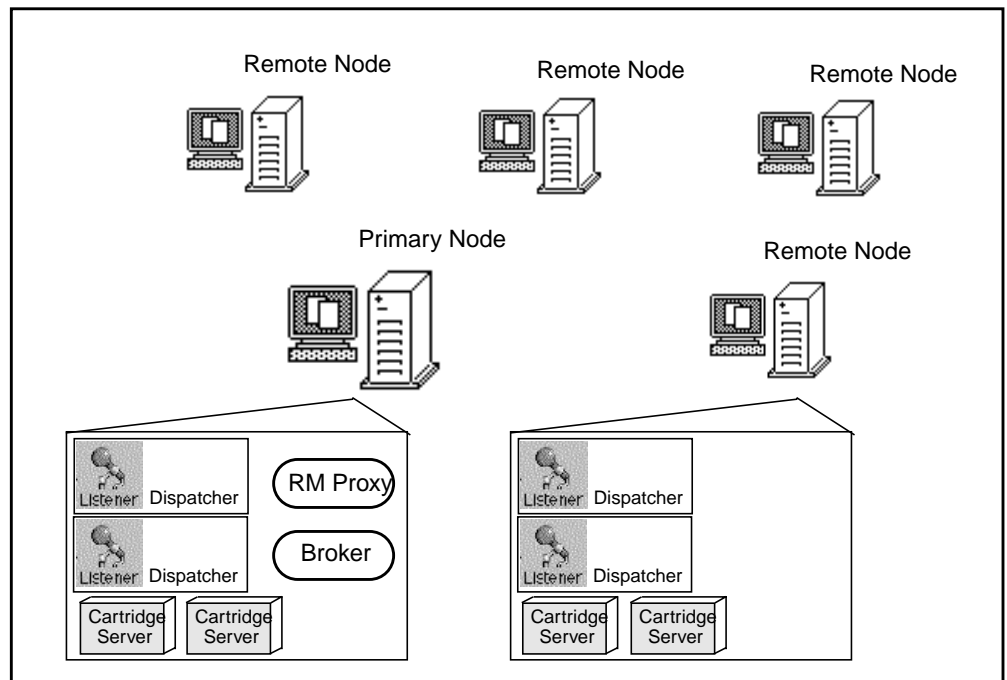 Remote Node
Remote Node
Remote Node
Primary Node
Remote Node
Listener Dispatcher
RM Proxy
Listener Dispatcher
Broker
Cartridge
Server
Cartridge
Server
Listener Dispatcher
Listener Dispatcher
Cartridge
Server
Cartridge
Server